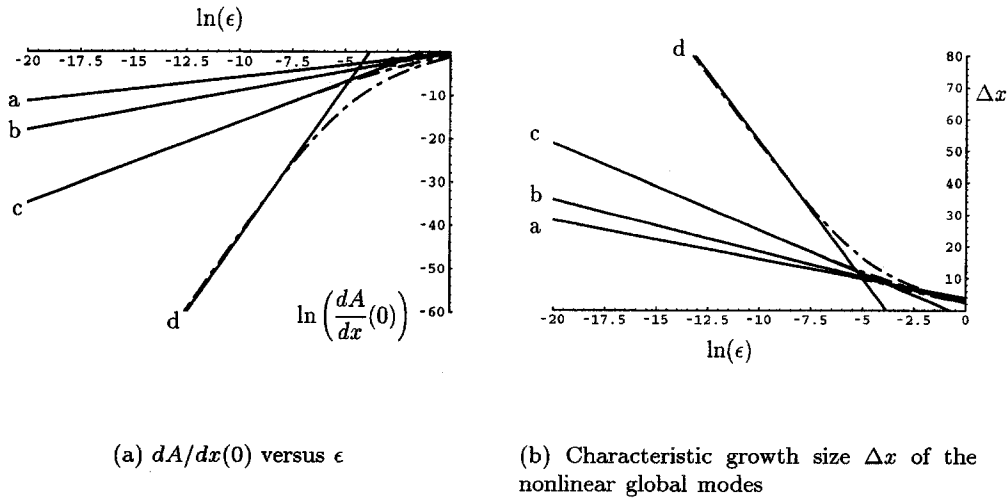 ln(ϵ)
-20 -17.5 -15 -12.5 -10 -7.5 -5 -2.5
a
b
c
d
-10
-20
-30
-40
-50
-60
ln(dA/dx(0))
d
c
b
a
80
70
60
50
40
30
20
10
Δx
-20 -17.5 -15 -12.5 -10 -7.5 -5 -2.5 0
ln(ϵ)
(a) dA/dx(0) versus ϵ
(b) Characteristic growth size Δx of the
nonlinear global modes